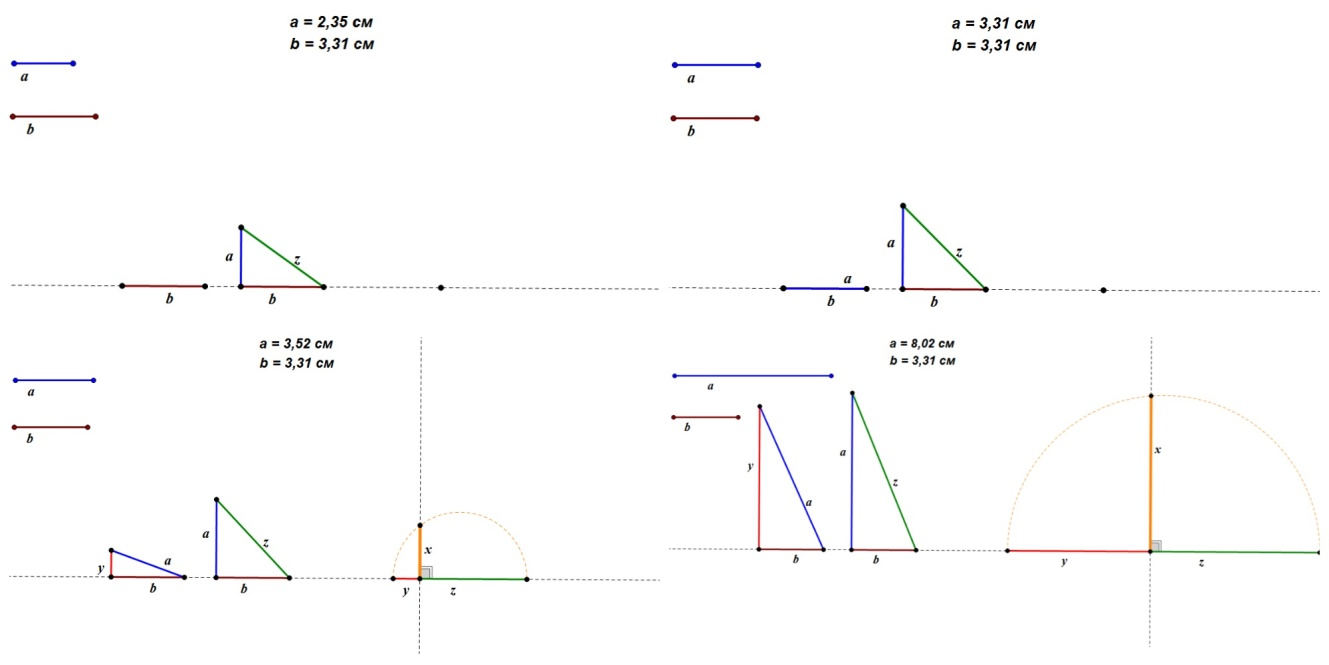 a = 2,35 см
b = 3,31 см
a
b
a
z
b
b
a = 3,31 см
b = 3,31 см
a
b
a
z
a
b
b
a = 3,52 см
b = 3,31 см
a
b
a
z
y
a
b
b
x
y
z
a = 8,02 см
b = 3,31 см
a
b
y
a
a
z
b
b
x
y
z